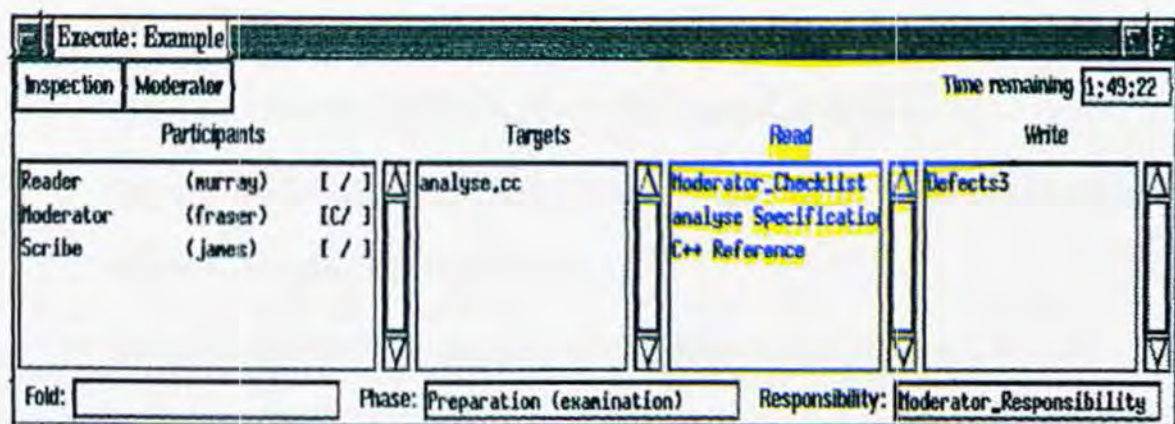 Execute: Example
Inspection Moderator Time remaining 1:49:22
Participants Targets Read Write
Reader (murray) [ / ] analyse.cc Moderator_Checklist Defects3
Moderator (fraser) [C/ ] analyse Specificatio
Scribe (james) [ / ] C++ Reference
Fold: Phase: Preparation (examination) Responsibility: Moderator_Responsibility